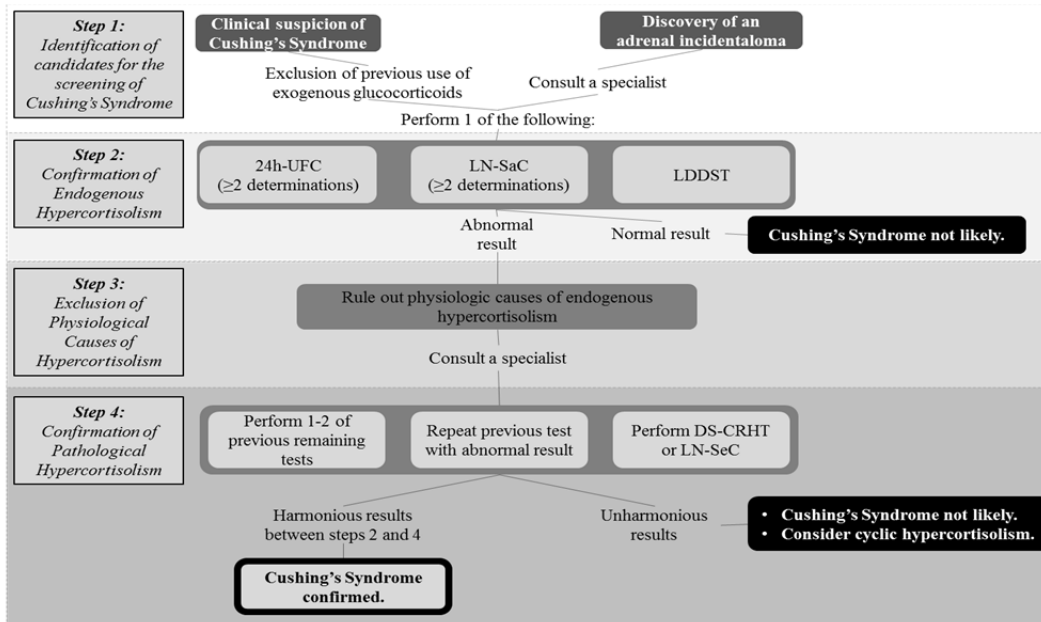 Step 1:
Identification of
candidates for the
screening of
Cushing's Syndrome
Clinical suspicion of
Cushing's Syndrome
Discovery of an
adrenal incidentaloma
Exclusion of previous use of
exogenous glucocorticoids
Consult a specialist
Perform 1 of the following:
Step 2:
Confirmation of
Endogenous
Hypercortisolism
24h-UFC
(≥2 determinations)
LN-SaC
(≥2 determinations)
LDDST
Abnormal
result
Normal result
Cushing's Syndrome not likely.
Step 3:
Exclusion of
Physiological
Causes of
Hypercortisolism
Rule out physiologic causes of endogenous
hypercortisolism
Consult a specialist
Step 4:
Confirmation of
Pathological
Hypercortisolism
Perform 1-2 of
previous remaining
tests
Repeat previous test
with abnormal result
Perform DS-CRHT
or LN-SeC
Harmonious results
between steps 2 and 4
Unharmonious
results
• Cushing's Syndrome not likely.
• Consider cyclic hypercortisolism.
Cushing's Syndrome
confirmed.